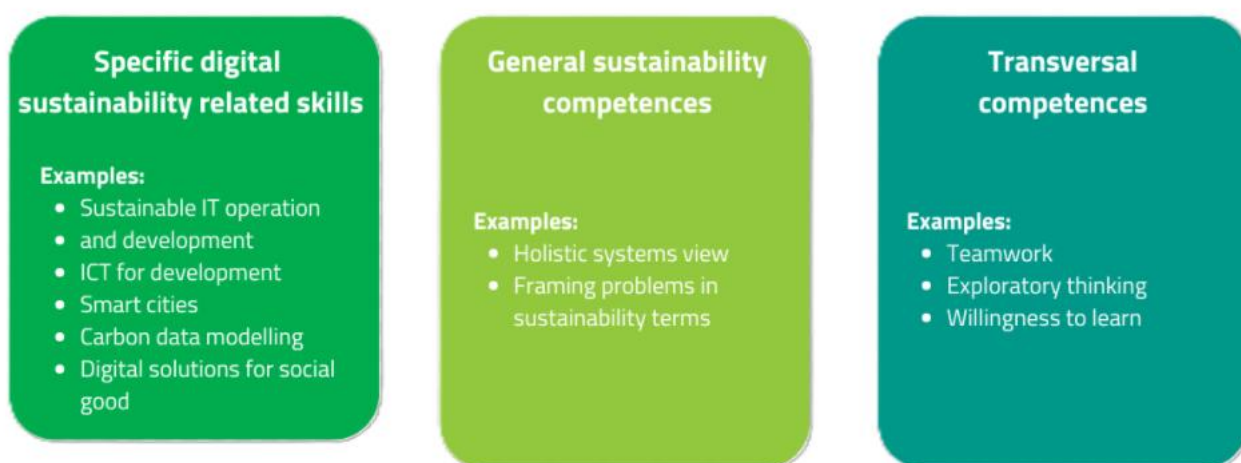 Specific digital
sustainability related skills
Examples:
• Sustainable IT operation
• and development
• ICT for development
• Smart cities
• Carbon data modelling
• Digital solutions for social
good
General sustainability
competences
Examples:
• Holistic systems view
• Framing problems in
sustainability terms
Transversal
competences
Examples:
• Teamwork
• Exploratory thinking
• Willingness to learn